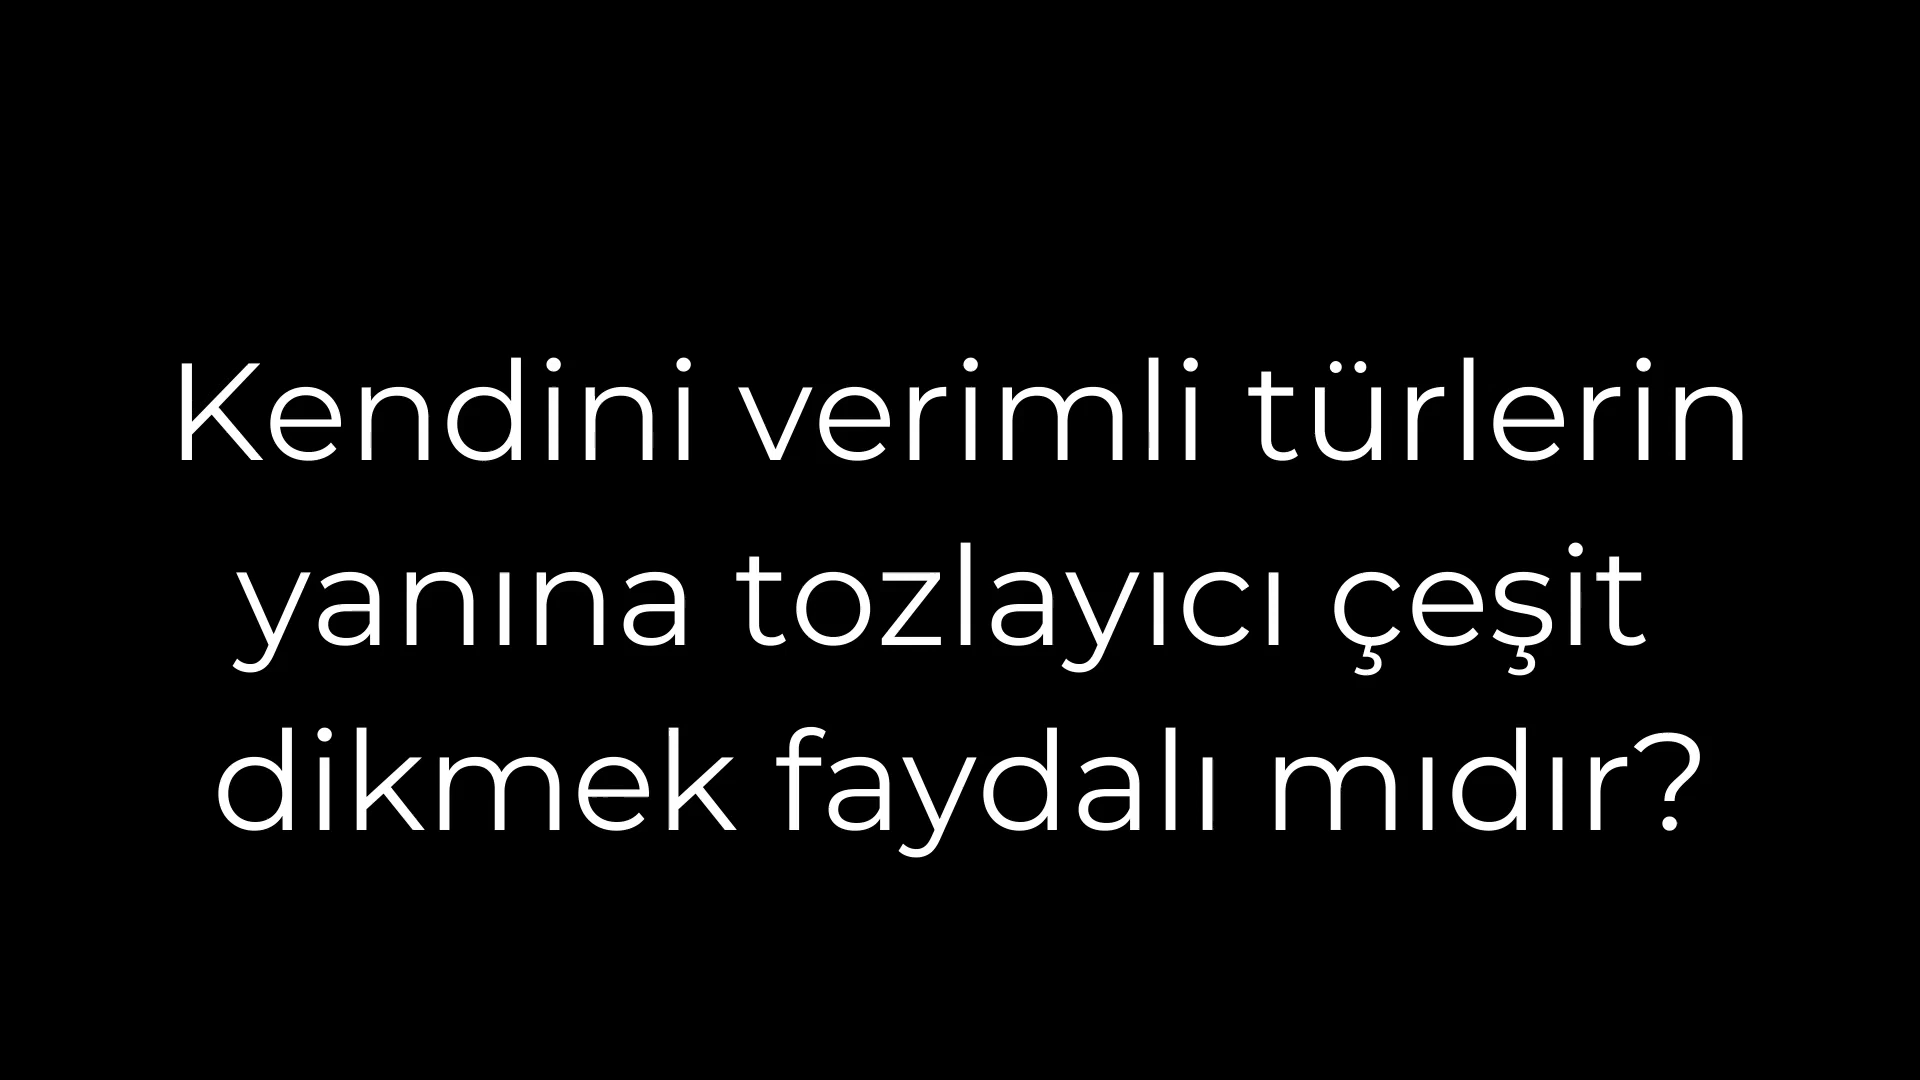 Kendini verimli türlerin
yanına tozlayıcı çeşit
dikmek faydalı mıdır?